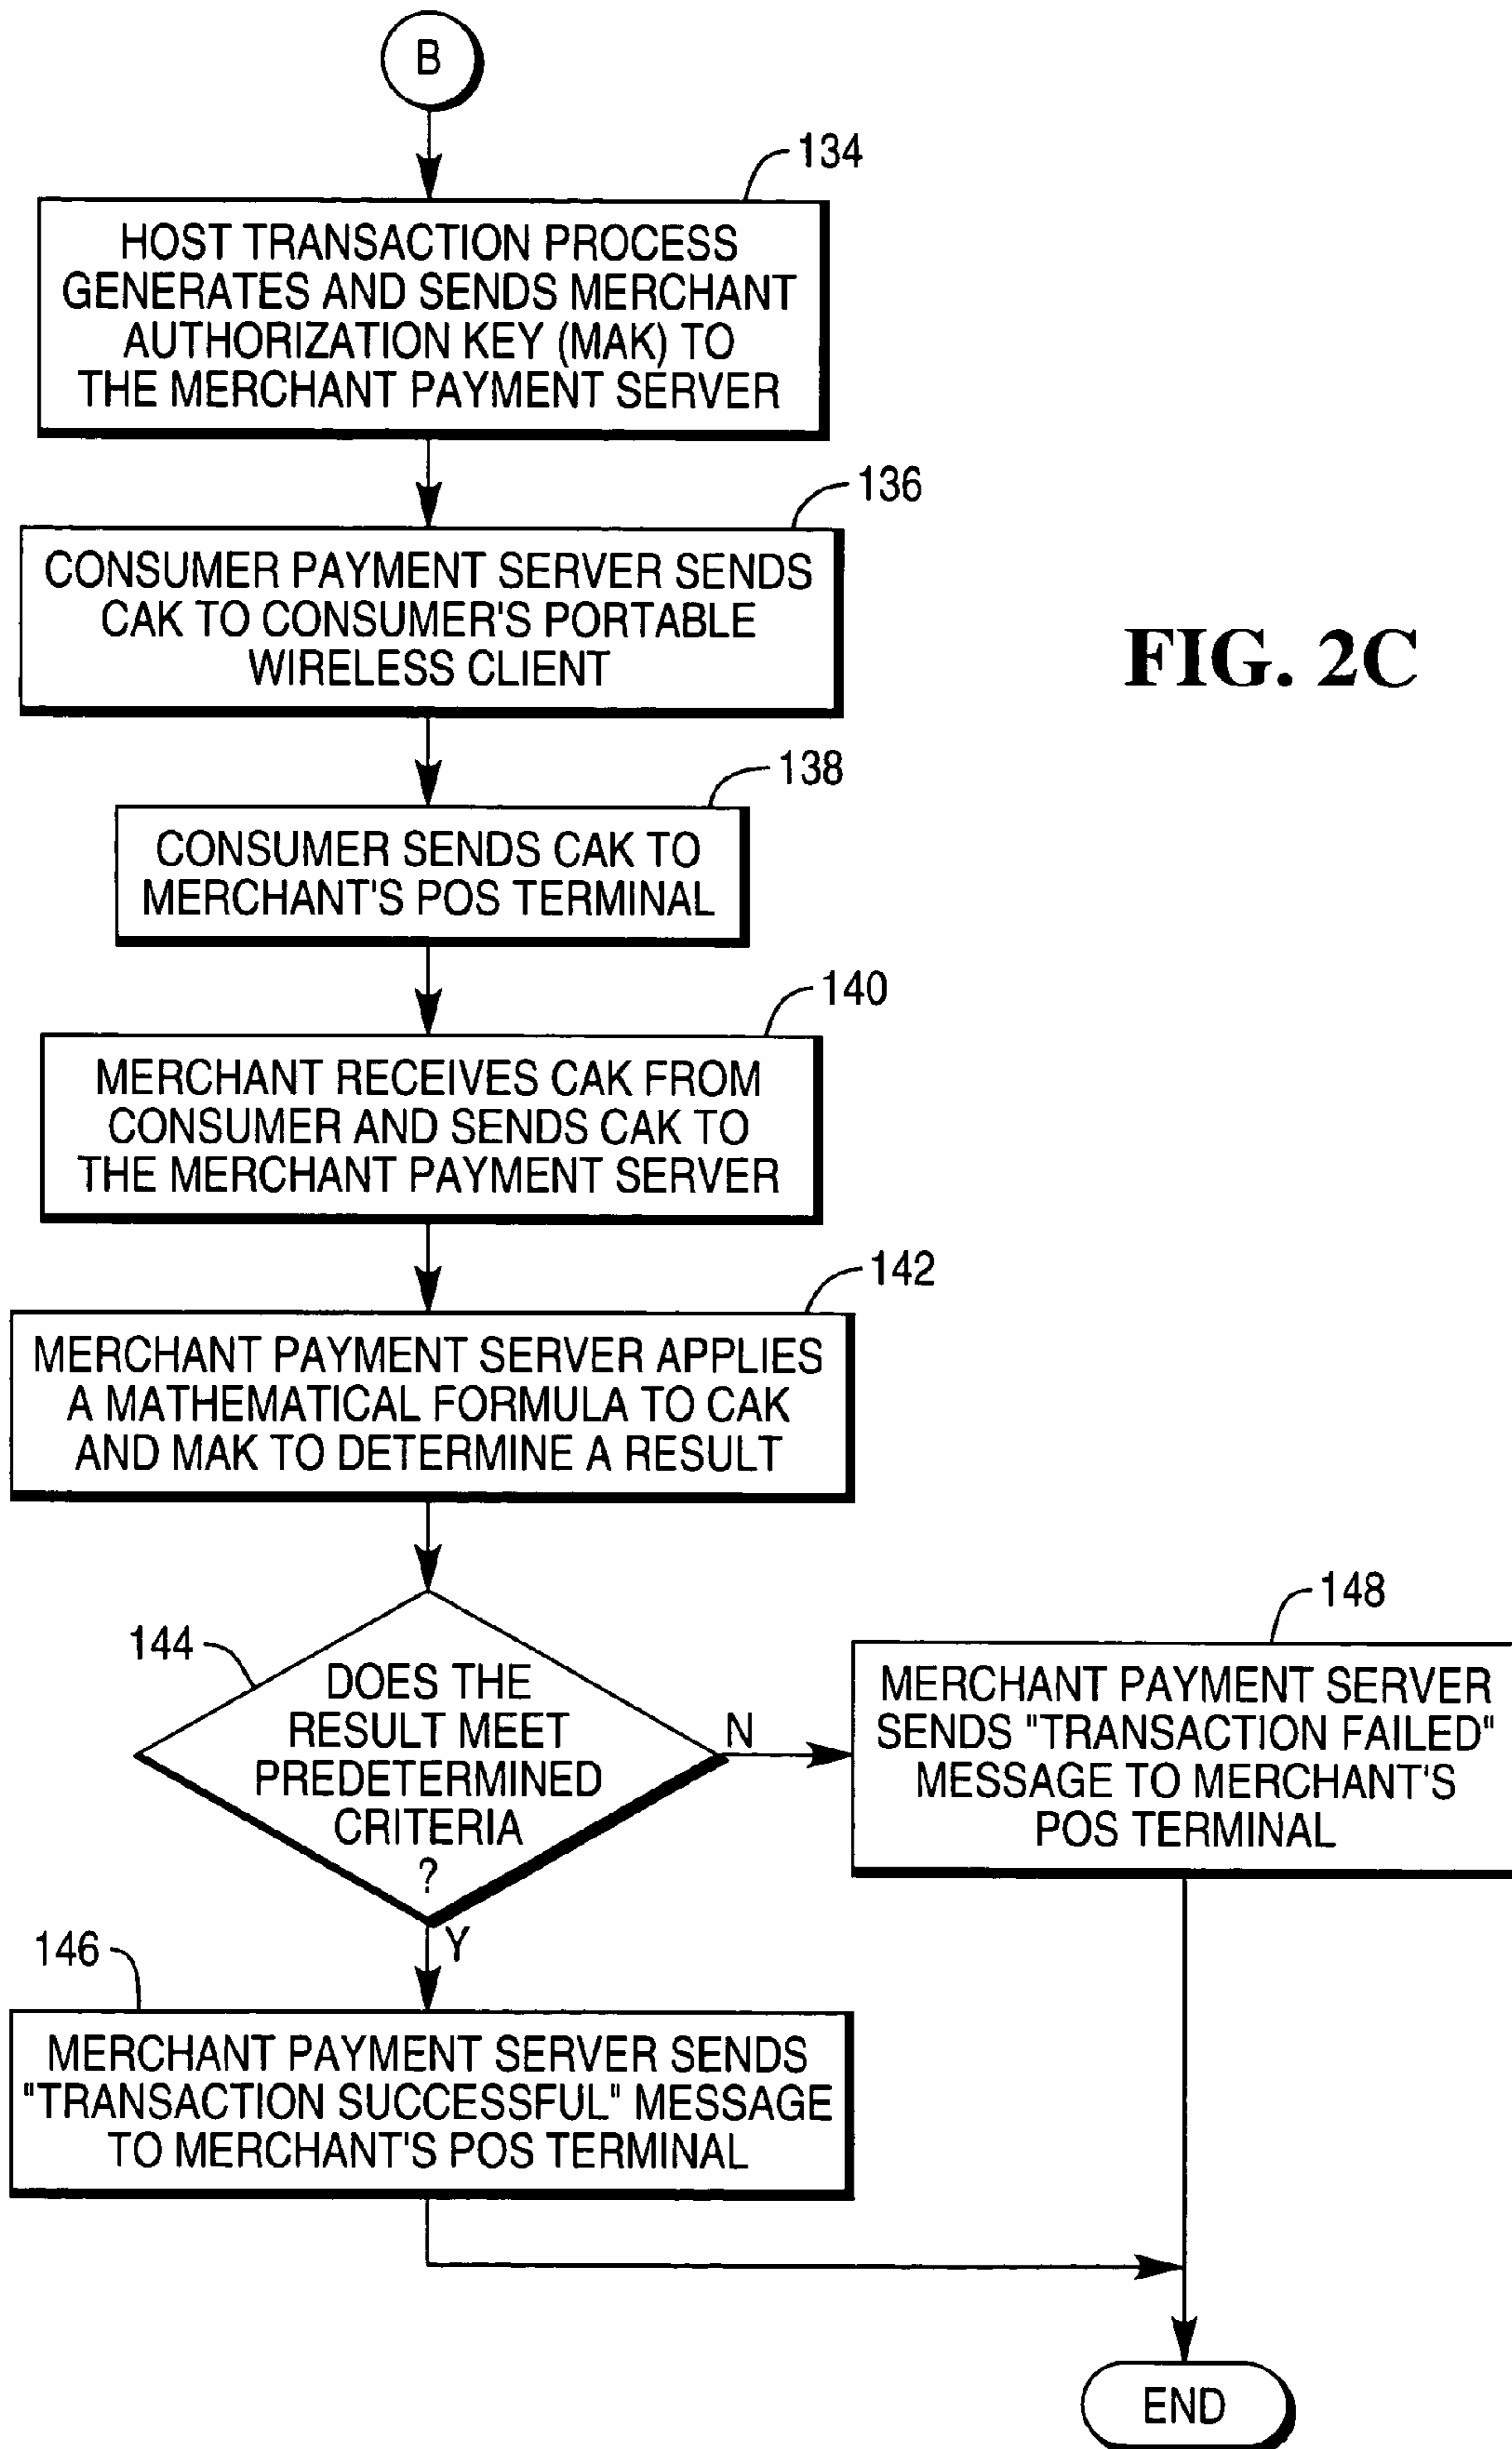 B
134
HOST TRANSACTION PROCESS
GENERATES AND SENDS MERCHANT
AUTHORIZATION KEY (MAK) TO
THE MERCHANT PAYMENT SERVER
136
CONSUMER PAYMENT SERVER SENDS
CAK TO CONSUMER'S PORTABLE
WIRELESS CLIENT
FIG. 2C
138
CONSUMER SENDS CAK TO
MERCHANT'S POS TERMINAL
140
MERCHANT RECEIVES CAK FROM
CONSUMER AND SENDS CAK TO
THE MERCHANT PAYMENT SERVER
142
MERCHANT PAYMENT SERVER APPLIES
A MATHEMATICAL FORMULA TO CAK
AND MAK TO DETERMINE A RESULT
144
DOES THE
RESULT MEET
PREDETERMINED
CRITERIA
?
N
148
MERCHANT PAYMENT SERVER
SENDS "TRANSACTION FAILED"
MESSAGE TO MERCHANT'S
POS TERMINAL
Y
146
MERCHANT PAYMENT SERVER SENDS
"TRANSACTION SUCCESSFUL" MESSAGE
TO MERCHANT'S POS TERMINAL
END